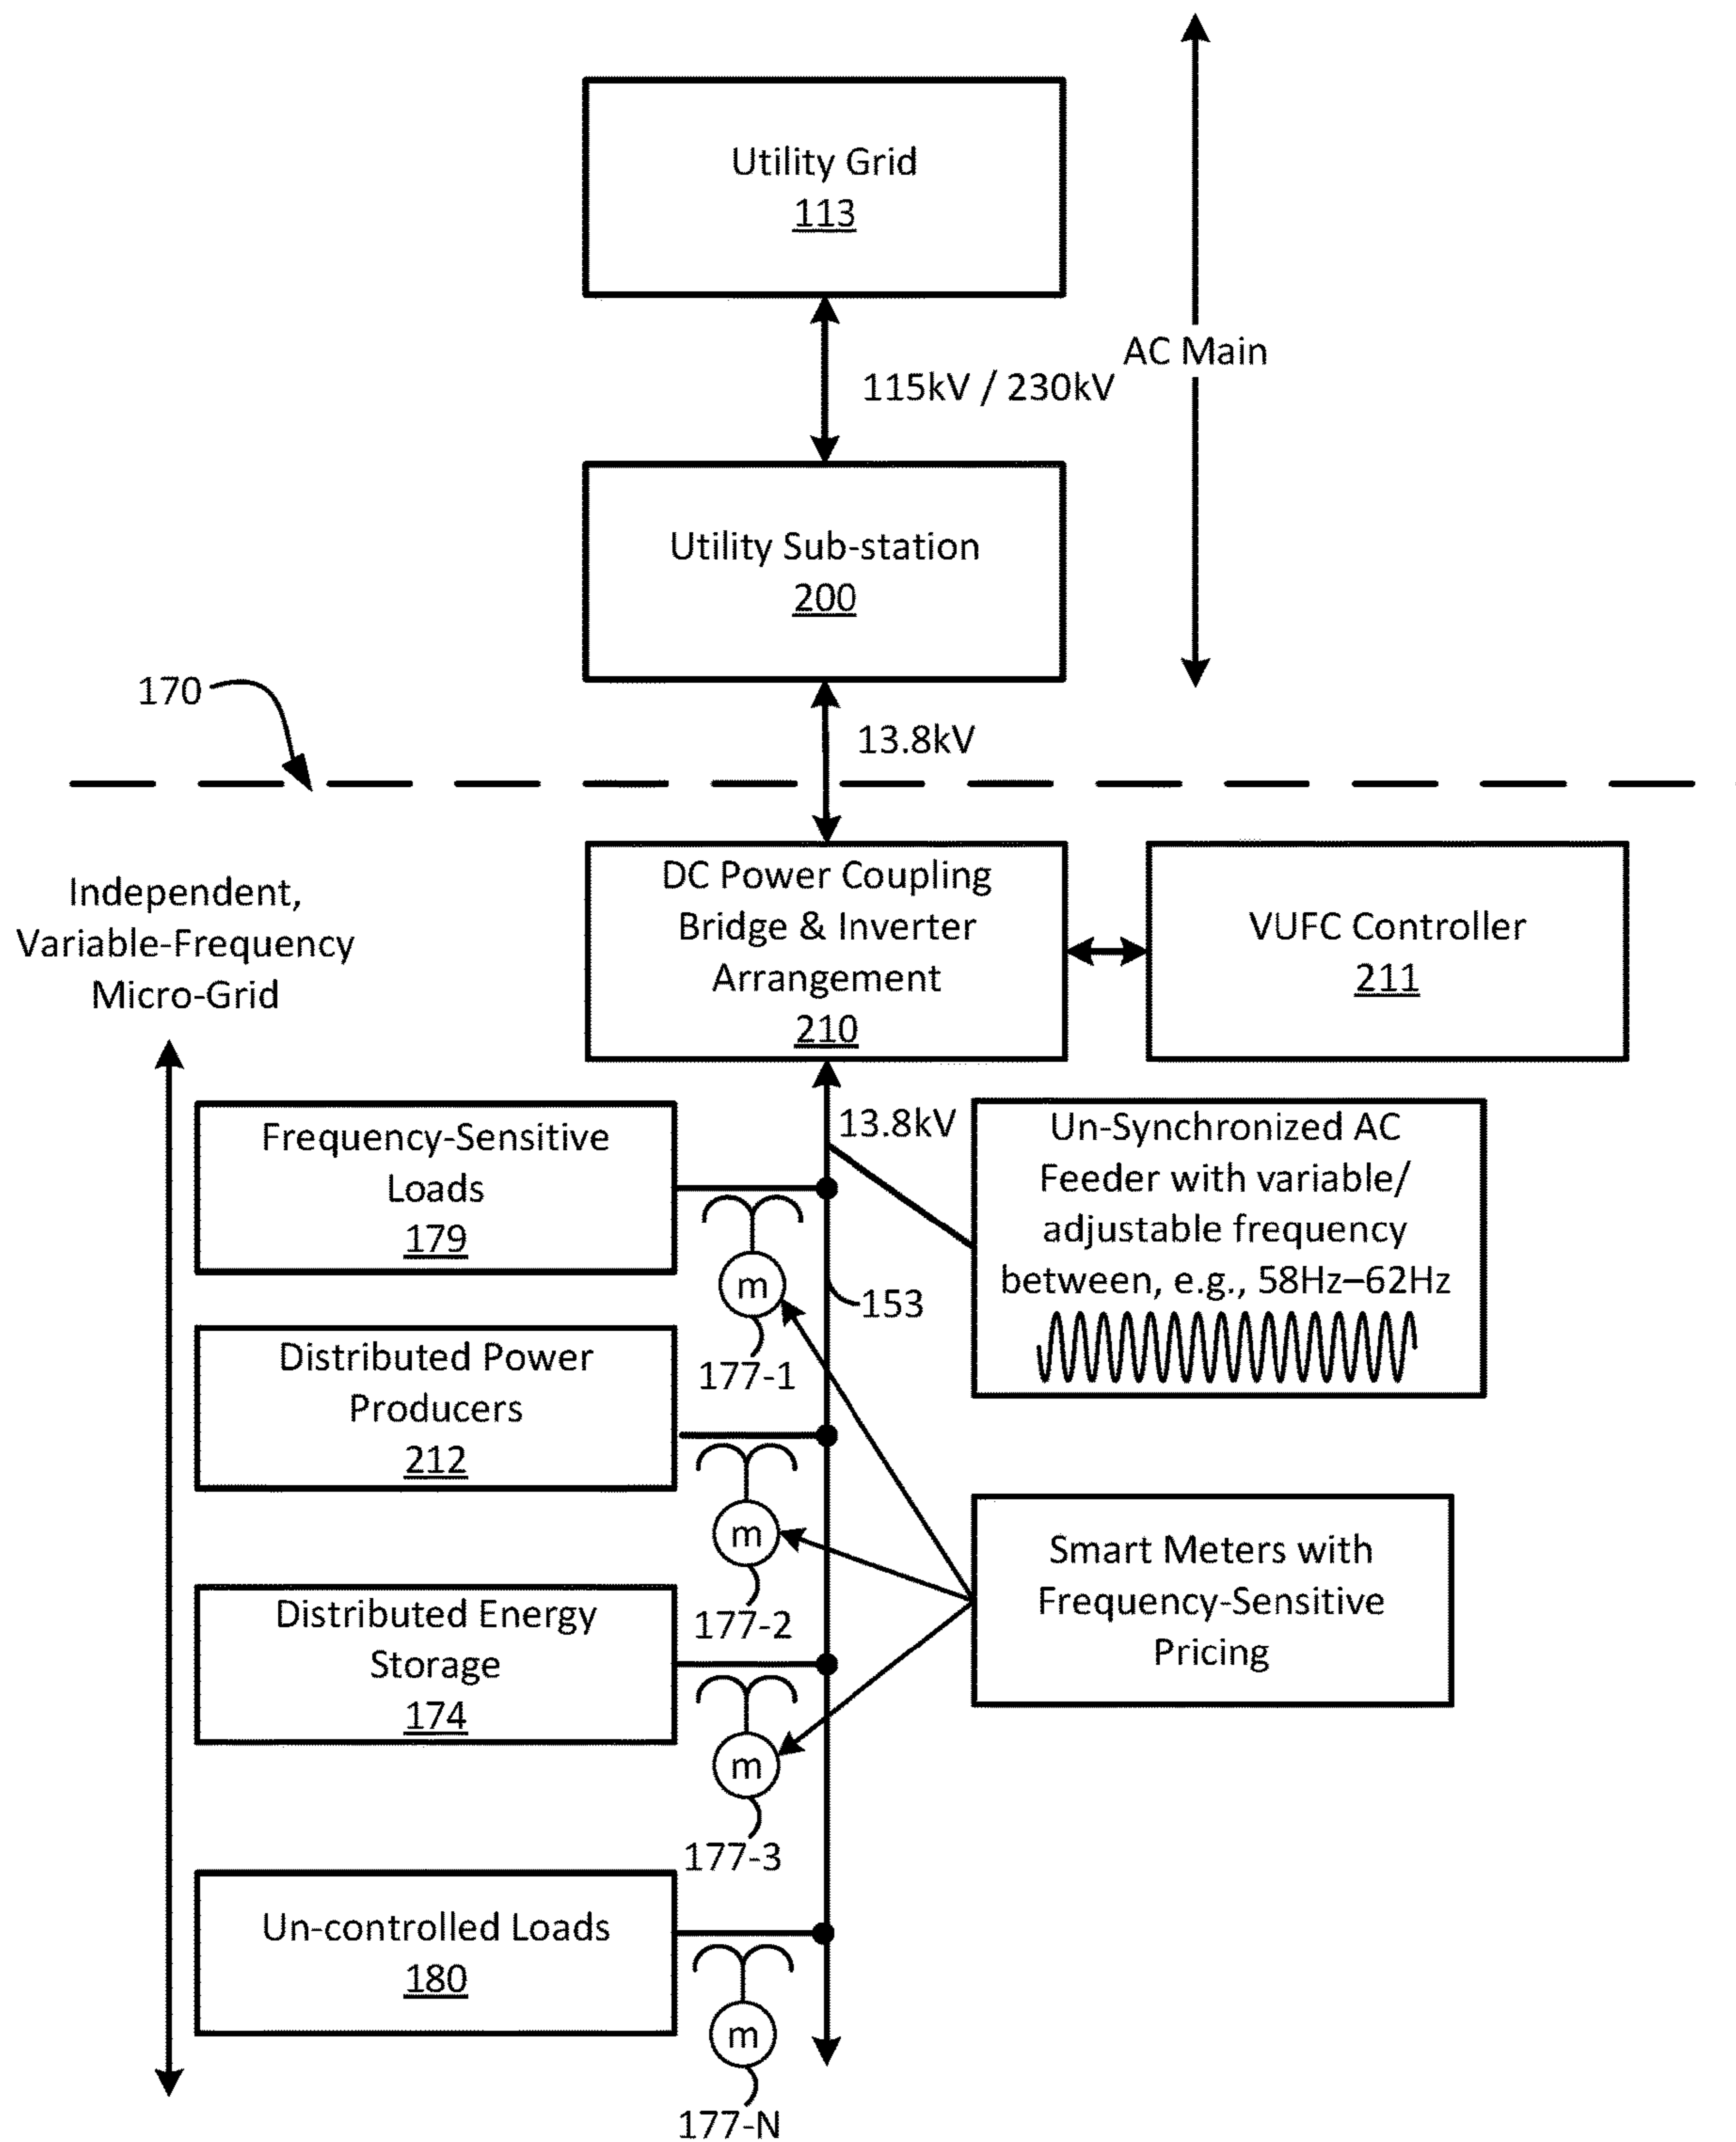 Utility Grid
113
AC Main
115kV / 230kV
Utility Sub-station
200
170
13.8kV
Independent,
Variable-Frequency
Micro-Grid
DC Power Coupling
Bridge & Inverter
Arrangement
210
VUFC Controller
211
13.8kV
Un-Synchronized AC
Feeder with variable/
adjustable frequency
between, e.g., 58Hz–62Hz
Frequency-Sensitive
Loads
179
m
153
177-1
Distributed Power
Producers
212
m
177-2
Smart Meters with
Frequency-Sensitive
Pricing
Distributed Energy
Storage
174
m
177-3
Un-controlled Loads
180
m
177-N